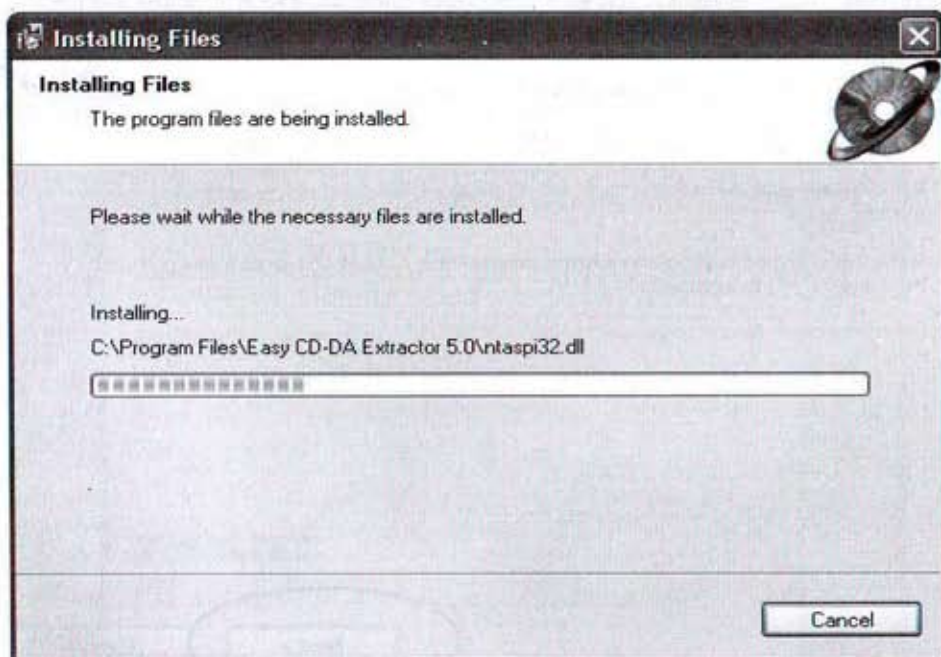 Installing Files
Installing Files
The program files are being installed.
Please wait while the necessary files are installed.
Installing...
C:\Program Files\Easy CD-DA Extractor 5.0\ntaspi32.dll
Cancel